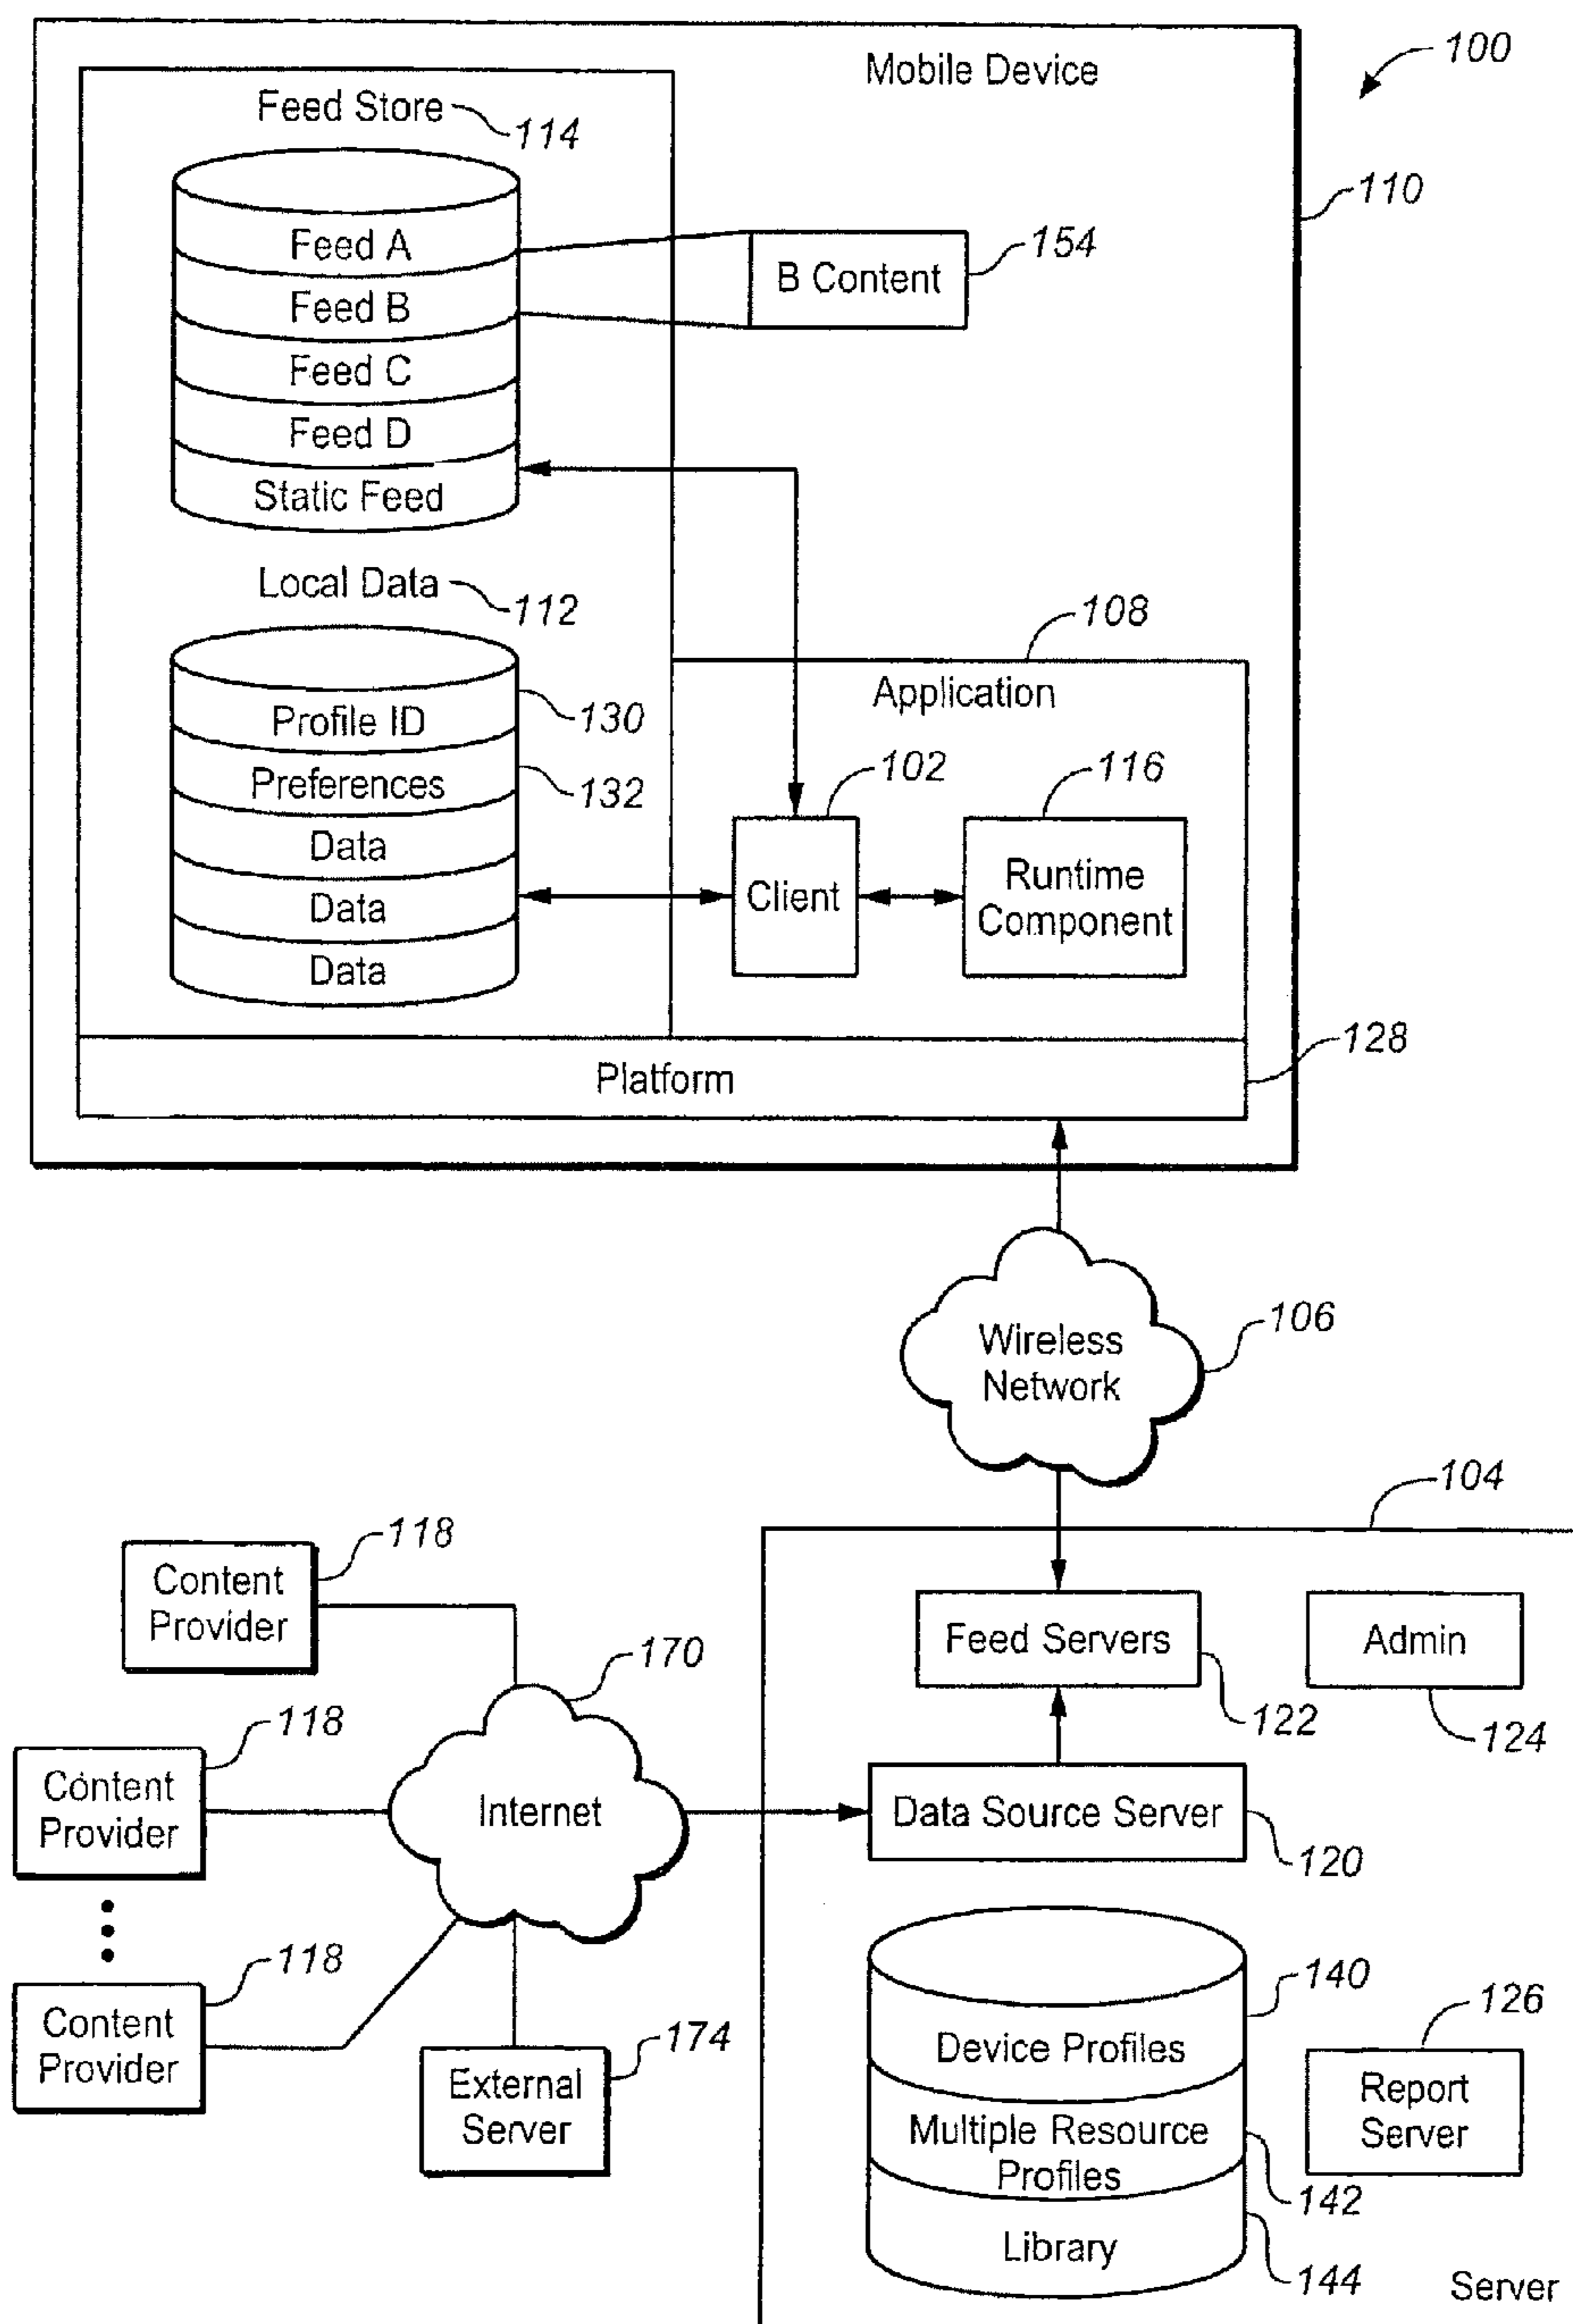 Mobile Device
100
Feed Store
114
110
Feed A
Feed B
Feed C
Feed D
Static Feed
B Content
154
Local Data
112
108
Profile ID
130
Preferences
132
Data
Data
Data
Application
102
116
Client
Runtime
Component
Platform
128
Wireless
Network
106
104
118
Content
Provider
Feed Servers
122
Admin
124
170
118
Content
Provider
Internet
Data Source Server
120
118
Content
Provider
174
External
Server
140
Device Profiles
Multiple Resource
Profiles
142
Library
144
126
Report
Server
Server